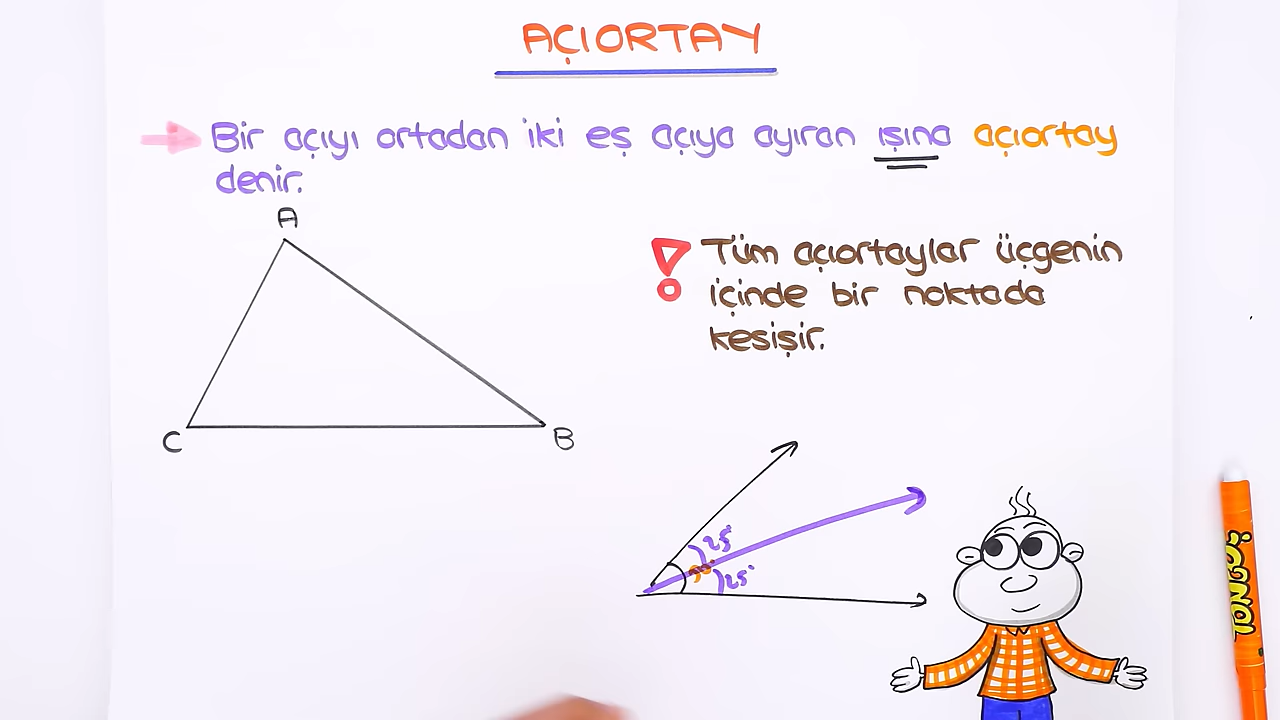 AÇIORTAY
Bir açıyı ortadan iki eş açıya ayıran ışına açıortay
denir.
A
Tüm açıortaylar üçgenin
içinde bir noktada
kesişir.
C
B
25°
25°